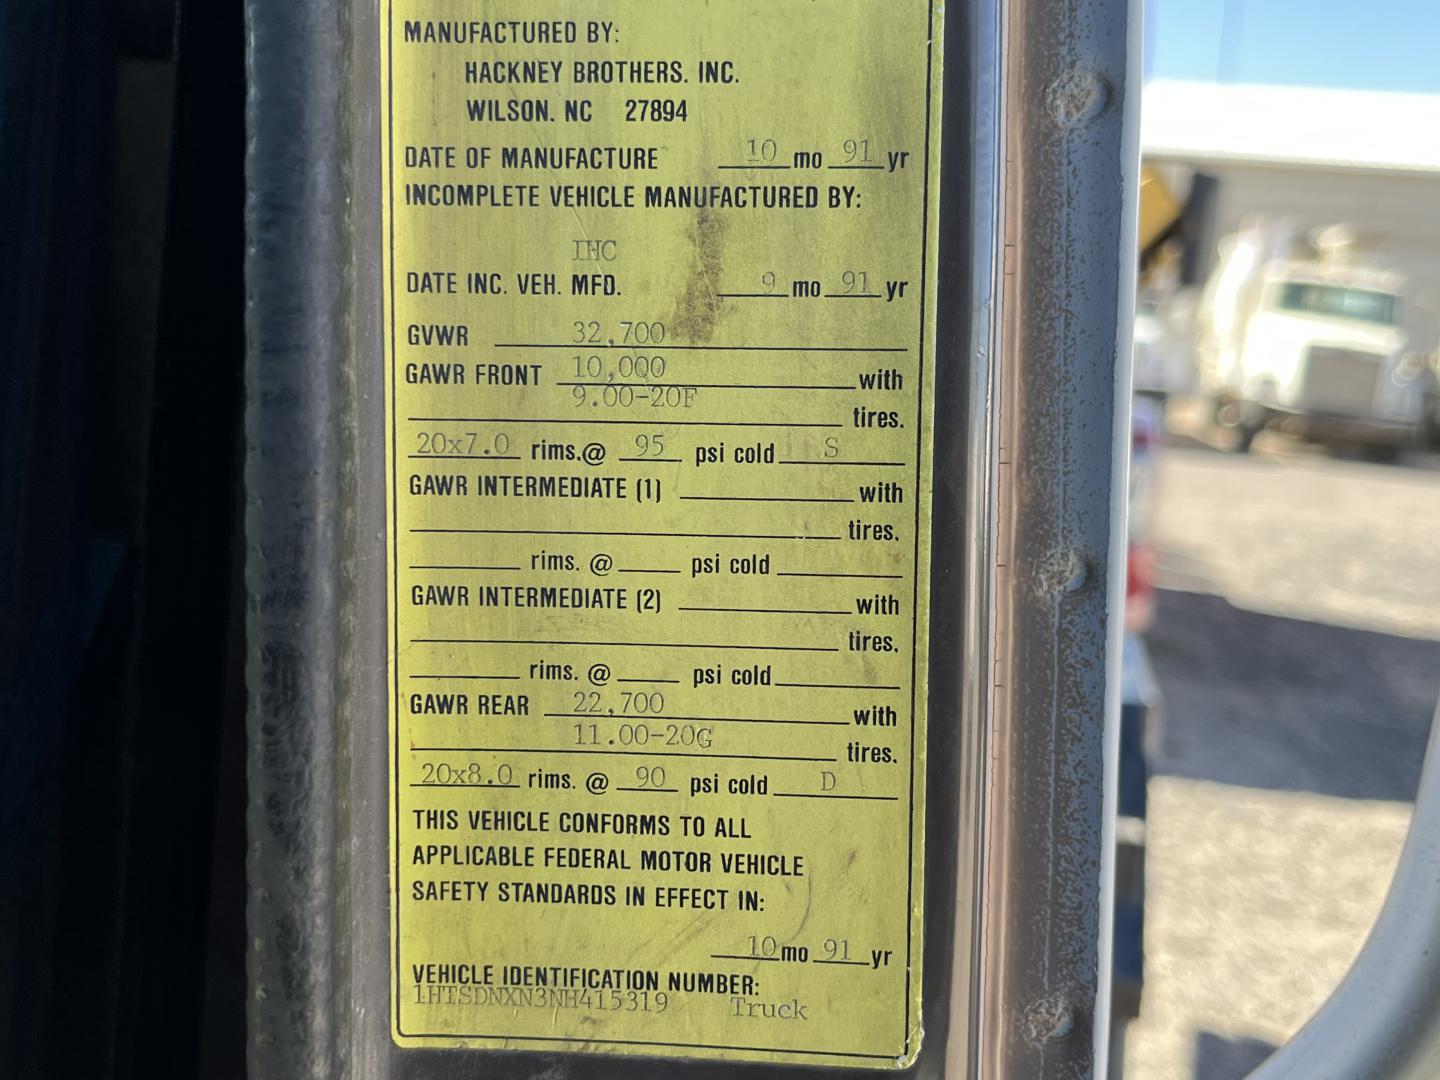 MANUFACTURED BY:
HACKNEY BROTHERS. INC.
WILSON. NC 27894
DATE OF MANUFACTURE 10 mo 91 yr
INCOMPLETE VEHICLE MANUFACTURED BY:
IHC
DATE INC. VEH. MFD. 9 mo 91 yr
GVWR 32,700
GAWR FRONT 10,000 with
9.00-20F tires.
20x7.0 rims.@ 95 psi cold S
GAWR INTERMEDIATE (1) with
tires.
rims. @ psi cold
GAWR INTERMEDIATE (2) with
tires.
rims. @ psi cold
GAWR REAR 22,700 with
11.00-20G tires.
20x8.0 rims. @ 90 psi cold D
THIS VEHICLE CONFORMS TO ALL
APPLICABLE FEDERAL MOTOR VEHICLE
SAFETY STANDARDS IN EFFECT IN:
10 mo 91 yr
VEHICLE IDENTIFICATION NUMBER:
1HTSDNXN3NH415319 Truck